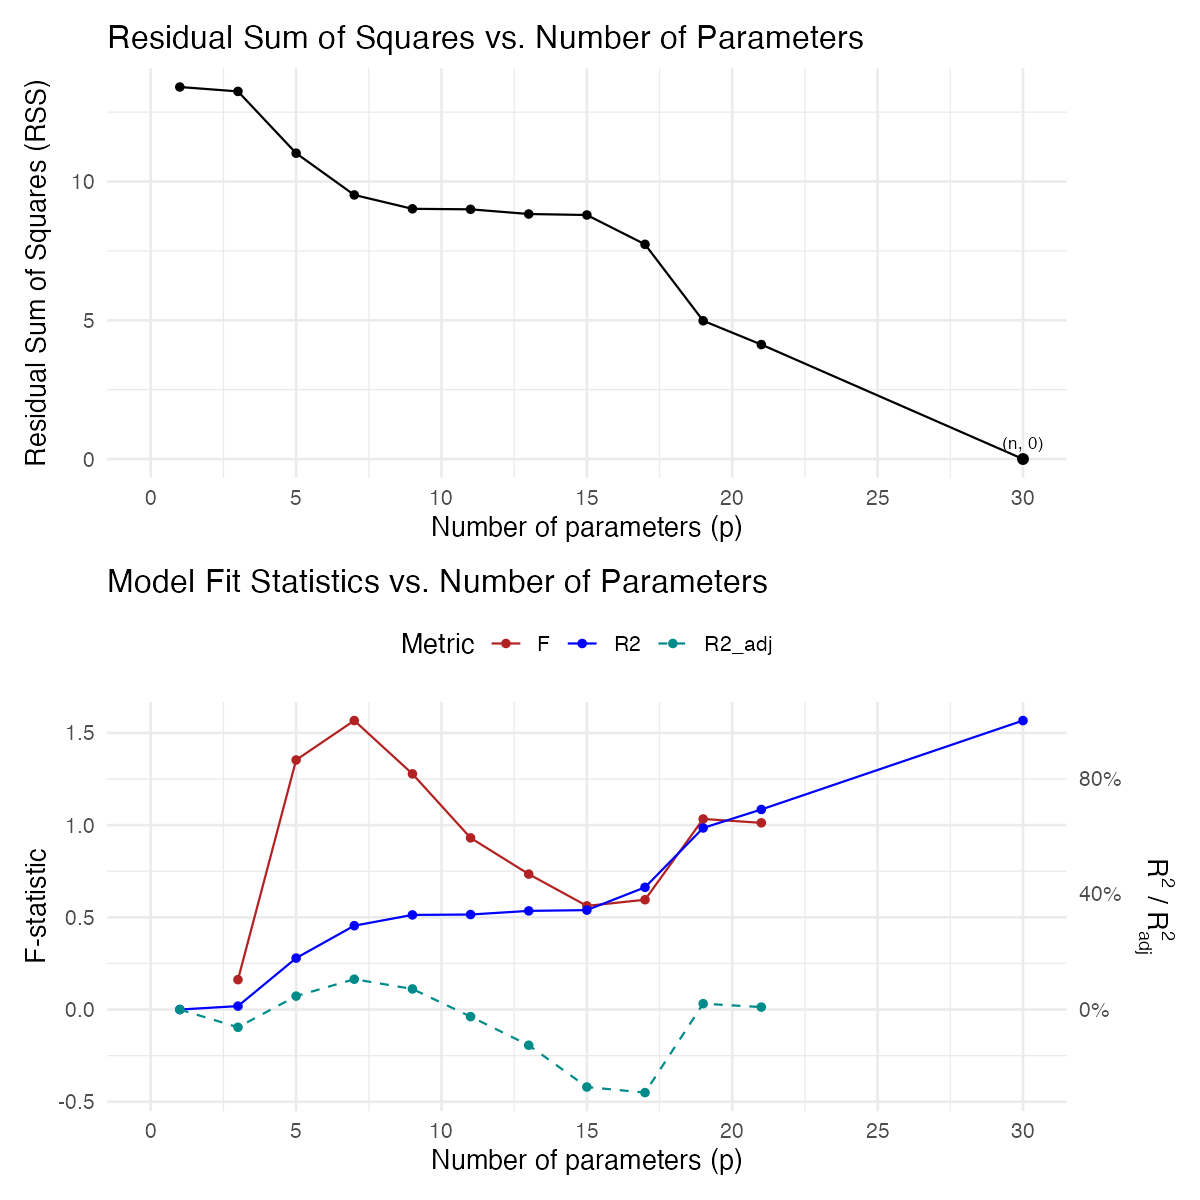 Residual Sum of Squares vs. Number of Parameters
Residual Sum of Squares (RSS)
10
5
0
(n, 0)
0 5 10 15 20 25 30
Number of parameters (p)
Model Fit Statistics vs. Number of Parameters
Metric F R2 R2_adj
F-statistic
1.5
1.0
0.5
0.0
-0.5
80%
40%
0%
R² / R²adj
0 5 10 15 20 25 30
Number of parameters (p)